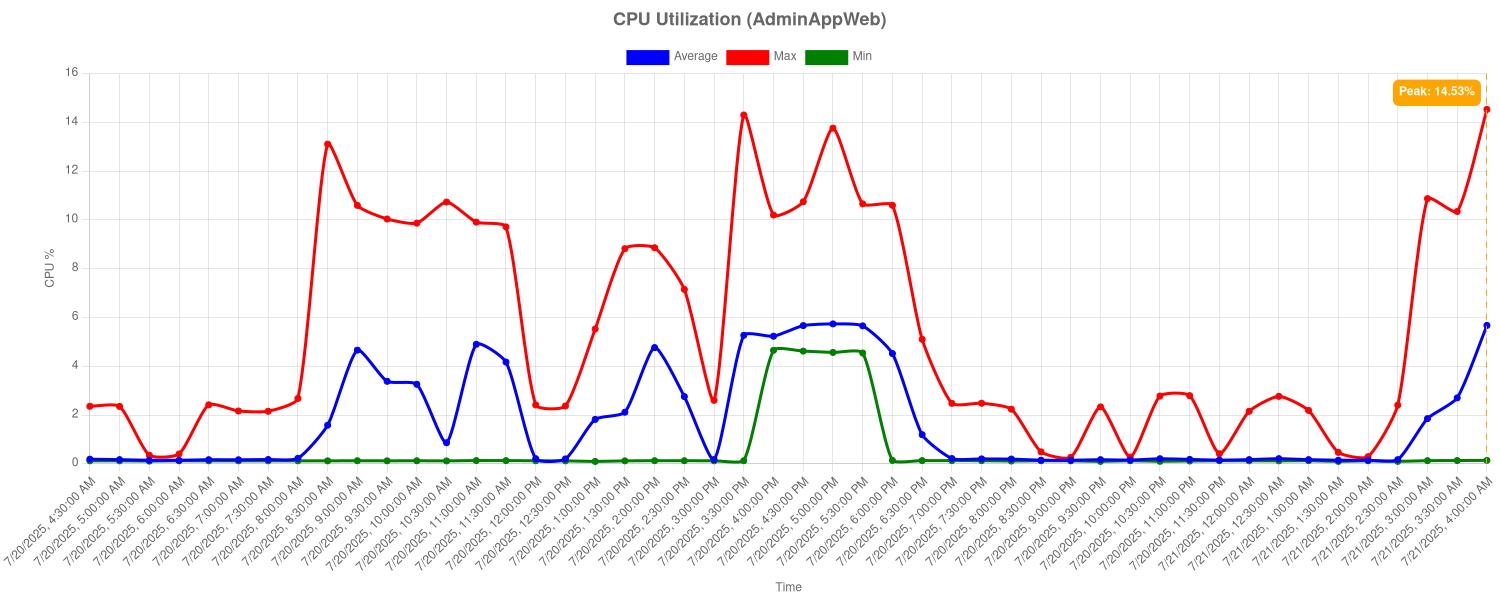 CPU Utilization (AdminAppWeb)
Average Max Min
Peak: 14.53%
16
14
12
10
8
6
4
2
0
CPU %
7/20/2025, 4:30:00 AM
7/20/2025, 5:00:00 AM
7/20/2025, 5:30:00 AM
7/20/2025, 6:00:00 AM
7/20/2025, 6:30:00 AM
7/20/2025, 7:00:00 AM
7/20/2025, 7:30:00 AM
7/20/2025, 8:00:00 AM
7/20/2025, 8:30:00 AM
7/20/2025, 9:00:00 AM
7/20/2025, 9:30:00 AM
7/20/2025, 10:00:00 AM
7/20/2025, 10:30:00 AM
7/20/2025, 11:00:00 AM
7/20/2025, 11:30:00 AM
7/20/2025, 12:00:00 PM
7/20/2025, 12:30:00 PM
7/20/2025, 1:00:00 PM
7/20/2025, 1:30:00 PM
7/20/2025, 2:00:00 PM
7/20/2025, 2:30:00 PM
7/20/2025, 3:00:00 PM
7/20/2025, 3:30:00 PM
7/20/2025, 4:00:00 PM
7/20/2025, 4:30:00 PM
7/20/2025, 5:00:00 PM
7/20/2025, 5:30:00 PM
7/20/2025, 6:00:00 PM
7/20/2025, 6:30:00 PM
7/20/2025, 7:00:00 PM
7/20/2025, 7:30:00 PM
7/20/2025, 8:00:00 PM
7/20/2025, 8:30:00 PM
7/20/2025, 9:00:00 PM
7/20/2025, 9:30:00 PM
7/20/2025, 10:00:00 PM
7/20/2025, 10:30:00 PM
7/20/2025, 11:00:00 PM
7/20/2025, 11:30:00 PM
7/21/2025, 12:00:00 AM
7/21/2025, 12:30:00 AM
7/21/2025, 1:00:00 AM
7/21/2025, 1:30:00 AM
7/21/2025, 2:00:00 AM
7/21/2025, 2:30:00 AM
7/21/2025, 3:00:00 AM
7/21/2025, 3:30:00 AM
7/21/2025, 4:00:00 AM
Time